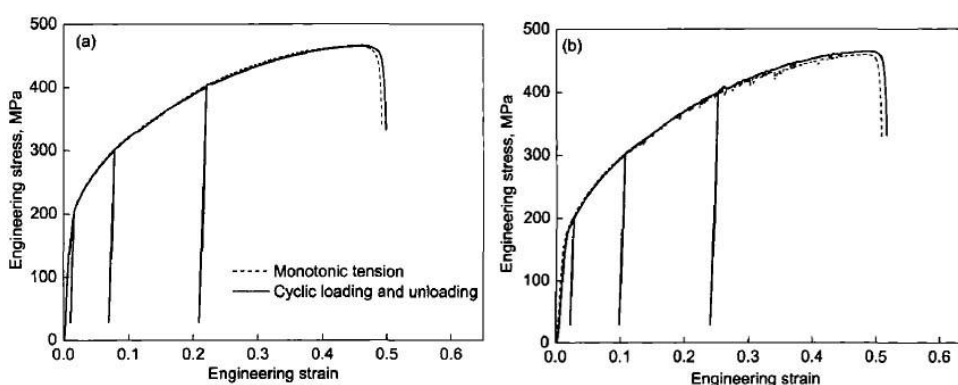 (a)
Engineering stress, MPa
500
400
300
200
100
0
0.0 0.1 0.2 0.3 0.4 0.5 0.6
Engineering strain
Monotonic tension
Cyclic loading and unloading
(b)
Engineering stress, MPa
500
400
300
200
100
0
0.0 0.1 0.2 0.3 0.4 0.5 0.6
Engineering strain